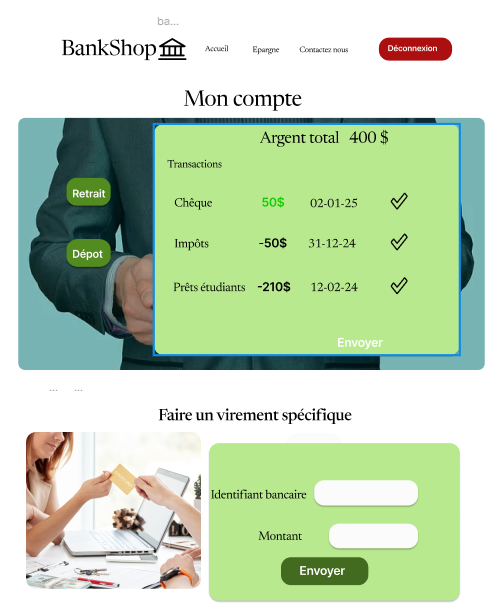 ba...
BankShop Accueil Epargne Contactez nous Déconnexion
Mon compte
Argent total 400 $
Transactions
Retrait
Chêque 50$ 02-01-25
Impôts -50$ 31-12-24
Dépôt
Prêts étudiants -210$ 12-02-24
Envoyer
... ...
Faire un virement spécifique
Identifiant bancaire
Montant
Envoyer